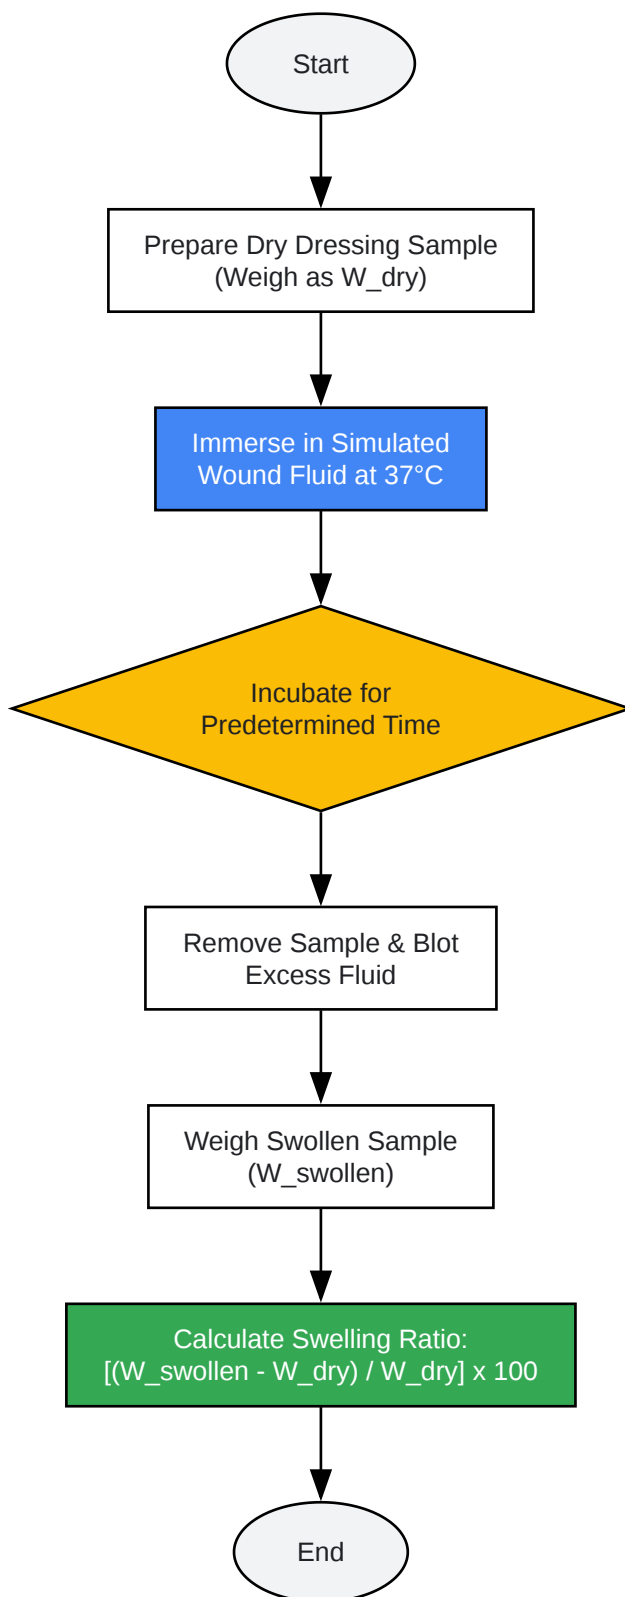 Start
Prepare Dry Dressing Sample
(Weigh as W_dry)
Immerse in Simulated
Wound Fluid at 37°C
Incubate for
Predetermined Time
Remove Sample & Blot
Excess Fluid
Weigh Swollen Sample
(W_swollen)
Calculate Swelling Ratio:
[(W_swollen - W_dry) / W_dry] x 100
End